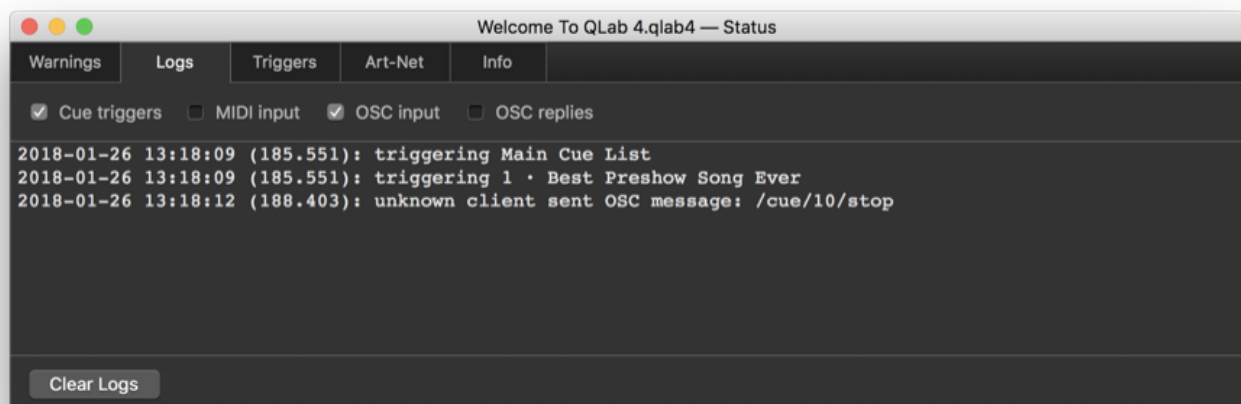 Welcome To QLab 4.qlab4 — Status
Warnings Logs Triggers Art-Net Info
Cue triggers MIDI input OSC input OSC replies
2018-01-26 13:18:09 (185.551): triggering Main Cue List
2018-01-26 13:18:09 (185.551): triggering 1 · Best Preshow Song Ever
2018-01-26 13:18:12 (188.403): unknown client sent OSC message: /cue/10/stop
Clear Logs